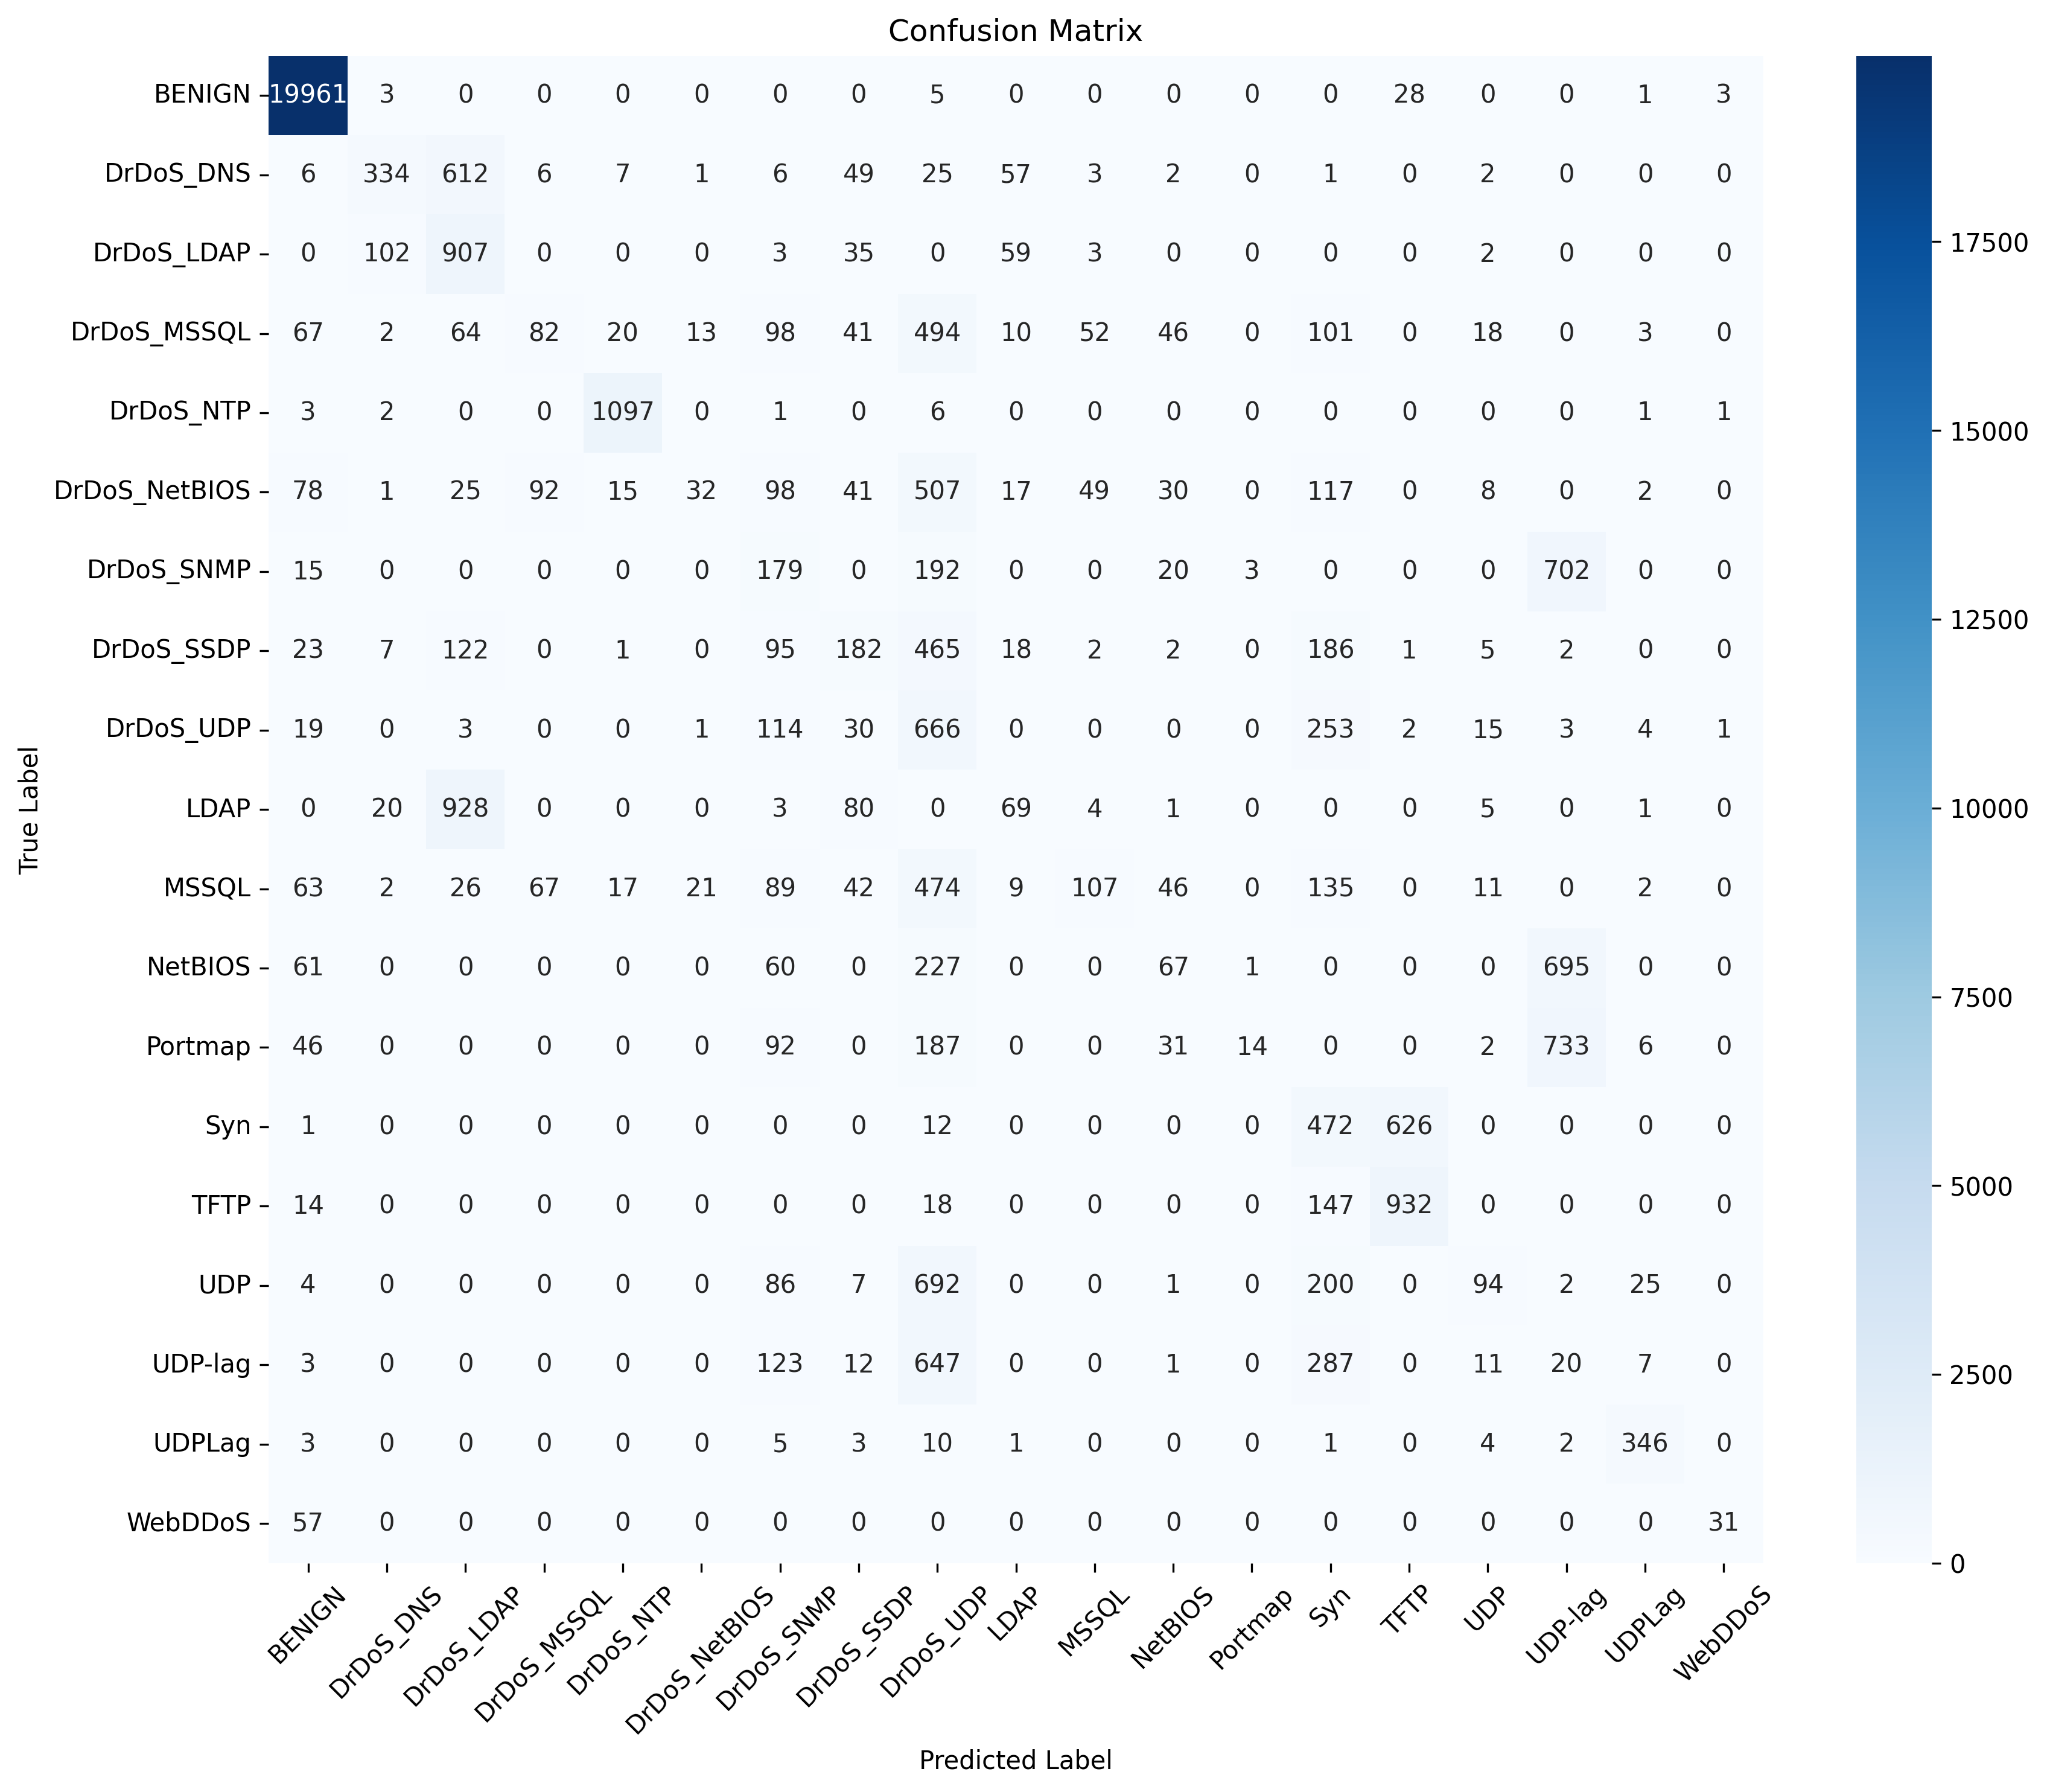 Confusion Matrix
BENIGN 19961 3 0 0 0 0 0 0 5 0 0 0 0 0 28 0 0 1 3
DrDoS_DNS 6 334 612 6 7 1 6 49 25 57 3 2 0 1 0 2 0 0 0
DrDoS_LDAP 0 102 907 0 0 0 3 35 0 59 3 0 0 0 0 2 0 0 0
DrDoS_MSSQL 67 2 64 82 20 13 98 41 494 10 52 46 0 101 0 18 0 3 0
DrDoS_NTP 3 2 0 0 1097 0 1 0 6 0 0 0 0 0 0 0 0 1 1
DrDoS_NetBIOS 78 1 25 92 15 32 98 41 507 17 49 30 0 117 0 8 0 2 0
DrDoS_SNMP 15 0 0 0 0 0 179 0 192 0 0 20 3 0 0 0 702 0 0
DrDoS_SSDP 23 7 122 0 1 0 95 182 465 18 2 2 0 186 1 5 2 0 0
DrDoS_UDP 19 0 3 0 0 1 114 30 666 0 0 0 0 253 2 15 3 4 1
LDAP 0 20 928 0 0 0 3 80 0 69 4 1 0 0 0 5 0 1 0
MSSQL 63 2 26 67 17 21 89 42 474 9 107 46 0 135 0 11 0 2 0
NetBIOS 61 0 0 0 0 0 60 0 227 0 0 67 1 0 0 0 695 0 0
Portmap 46 0 0 0 0 0 92 0 187 0 0 31 14 0 0 2 733 6 0
Syn 1 0 0 0 0 0 0 0 12 0 0 0 0 472 626 0 0 0 0
TFTP 14 0 0 0 0 0 0 0 18 0 0 0 0 147 932 0 0 0 0
UDP 4 0 0 0 0 0 86 7 692 0 0 1 0 200 0 94 2 25 0
UDP-lag 3 0 0 0 0 0 123 12 647 0 0 1 0 287 0 11 20 7 0
UDPLag 3 0 0 0 0 0 5 3 10 1 0 0 0 1 0 4 2 346 0
WebDDoS 57 0 0 0 0 0 0 0 0 0 0 0 0 0 0 0 0 0 31
BENIGN DrDoS_DNS DrDoS_LDAP DrDoS_MSSQL DrDoS_NTP DrDoS_NetBIOS DrDoS_SNMP DrDoS_SSDP DrDoS_UDP LDAP MSSQL NetBIOS Portmap Syn TFTP UDP UDP-lag UDPLag WebDDoS
Predicted Label
True Label
17500
15000
12500
10000
7500
5000
2500
0